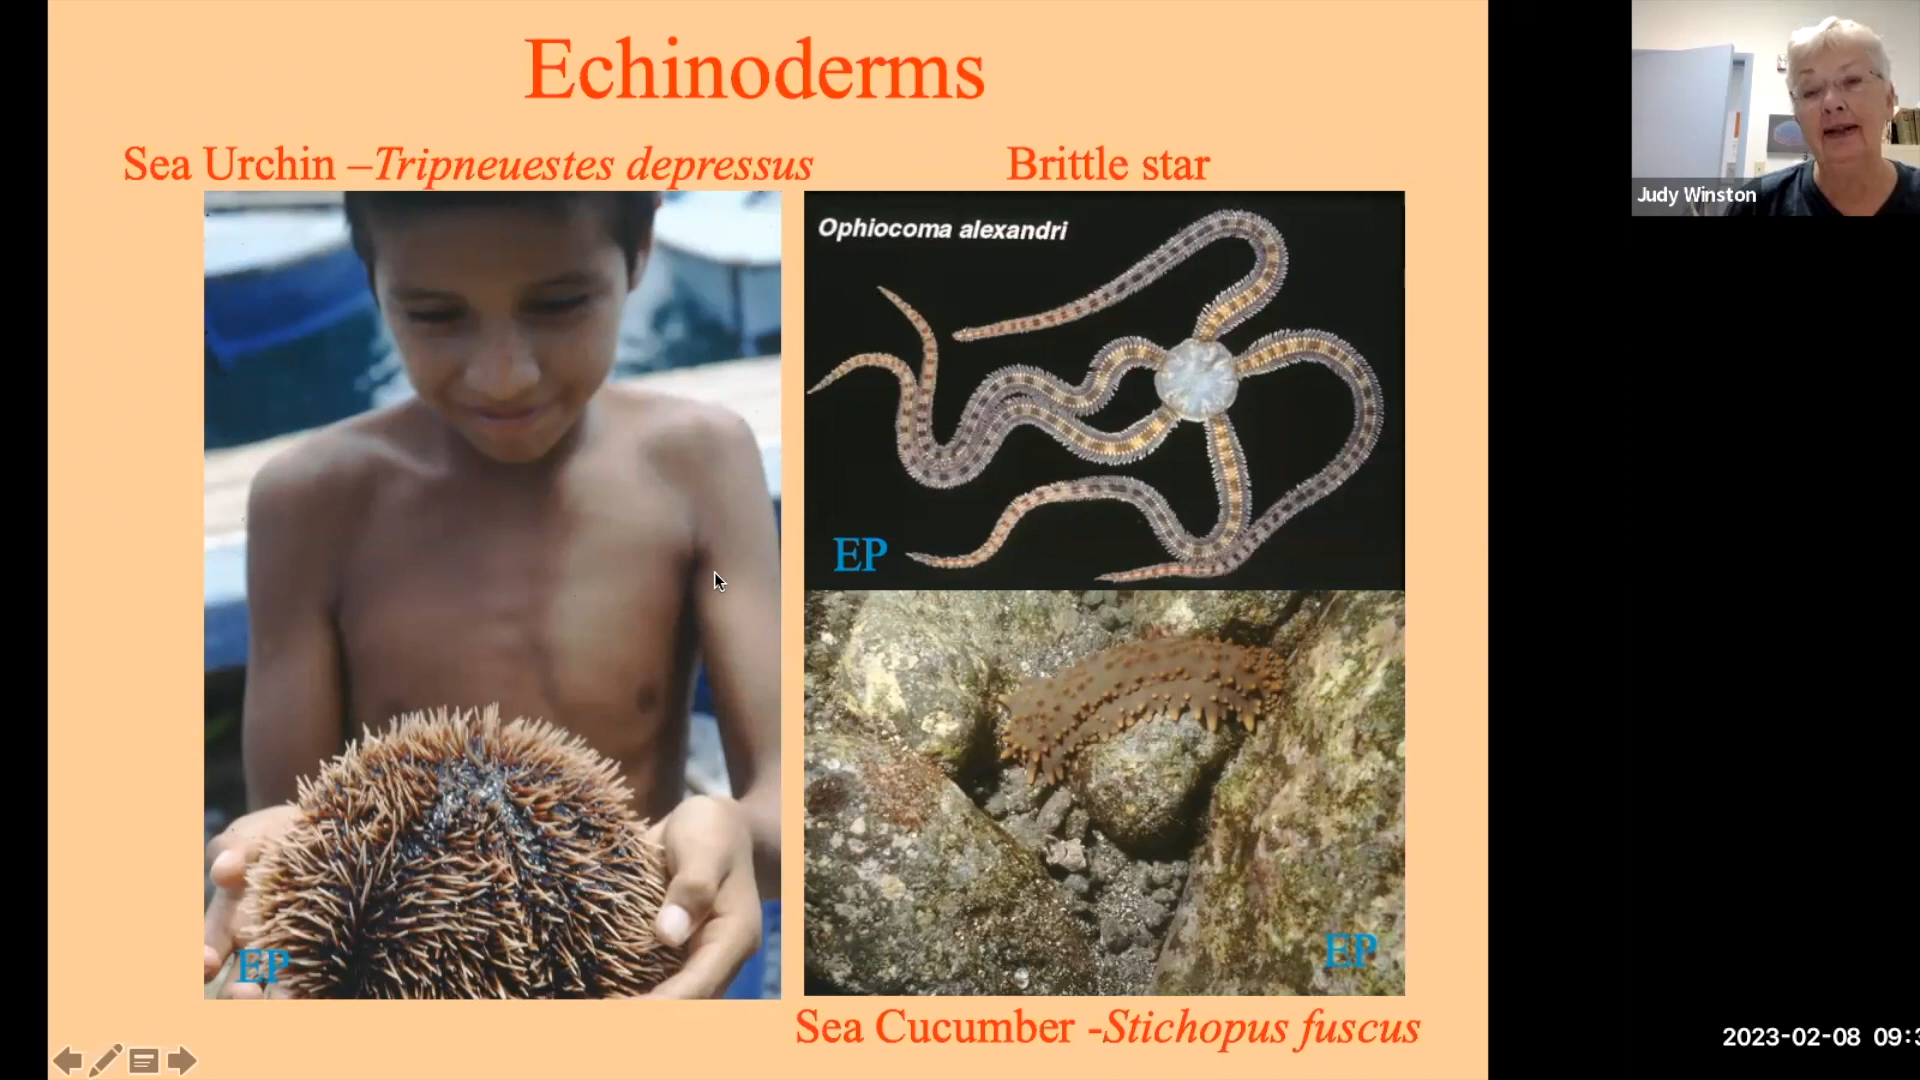 Echinoderms
Sea Urchin –Tripneuestes depressus
Brittle star
Ophiocoma alexandri
EP
EP
EP
Sea Cucumber -Stichopus fuscus
Judy Winston
2023-02-08 09:3